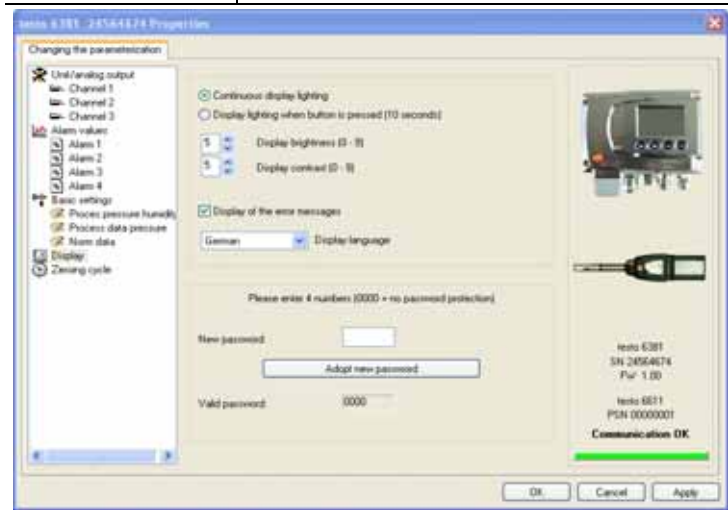 testo 6381 24564674 Properties
Changing the parameterization
Unit/analog output
Channel 1
Channel 2
Channel 3
Alarm values
Alarm 1
Alarm 2
Alarm 3
Alarm 4
Basic settings
Proces pressure humidity
Process data pressure
Norm data
Display
Zeroing cycle
Continuous display lighting
Display lighting when button is pressed (10 seconds)
5 Display brightness (0 - 9)
5 Display contrast (0 - 9)
Display of the error messages
German Display language
Please enter 4 numbers (0000 = no password protection)
New password:
Adopt new password
Valid password: 0000
testo 6381
SN 24564674
FW 1.00
testo 6611
PSN 00000001
Communication OK
OK Cancel Apply